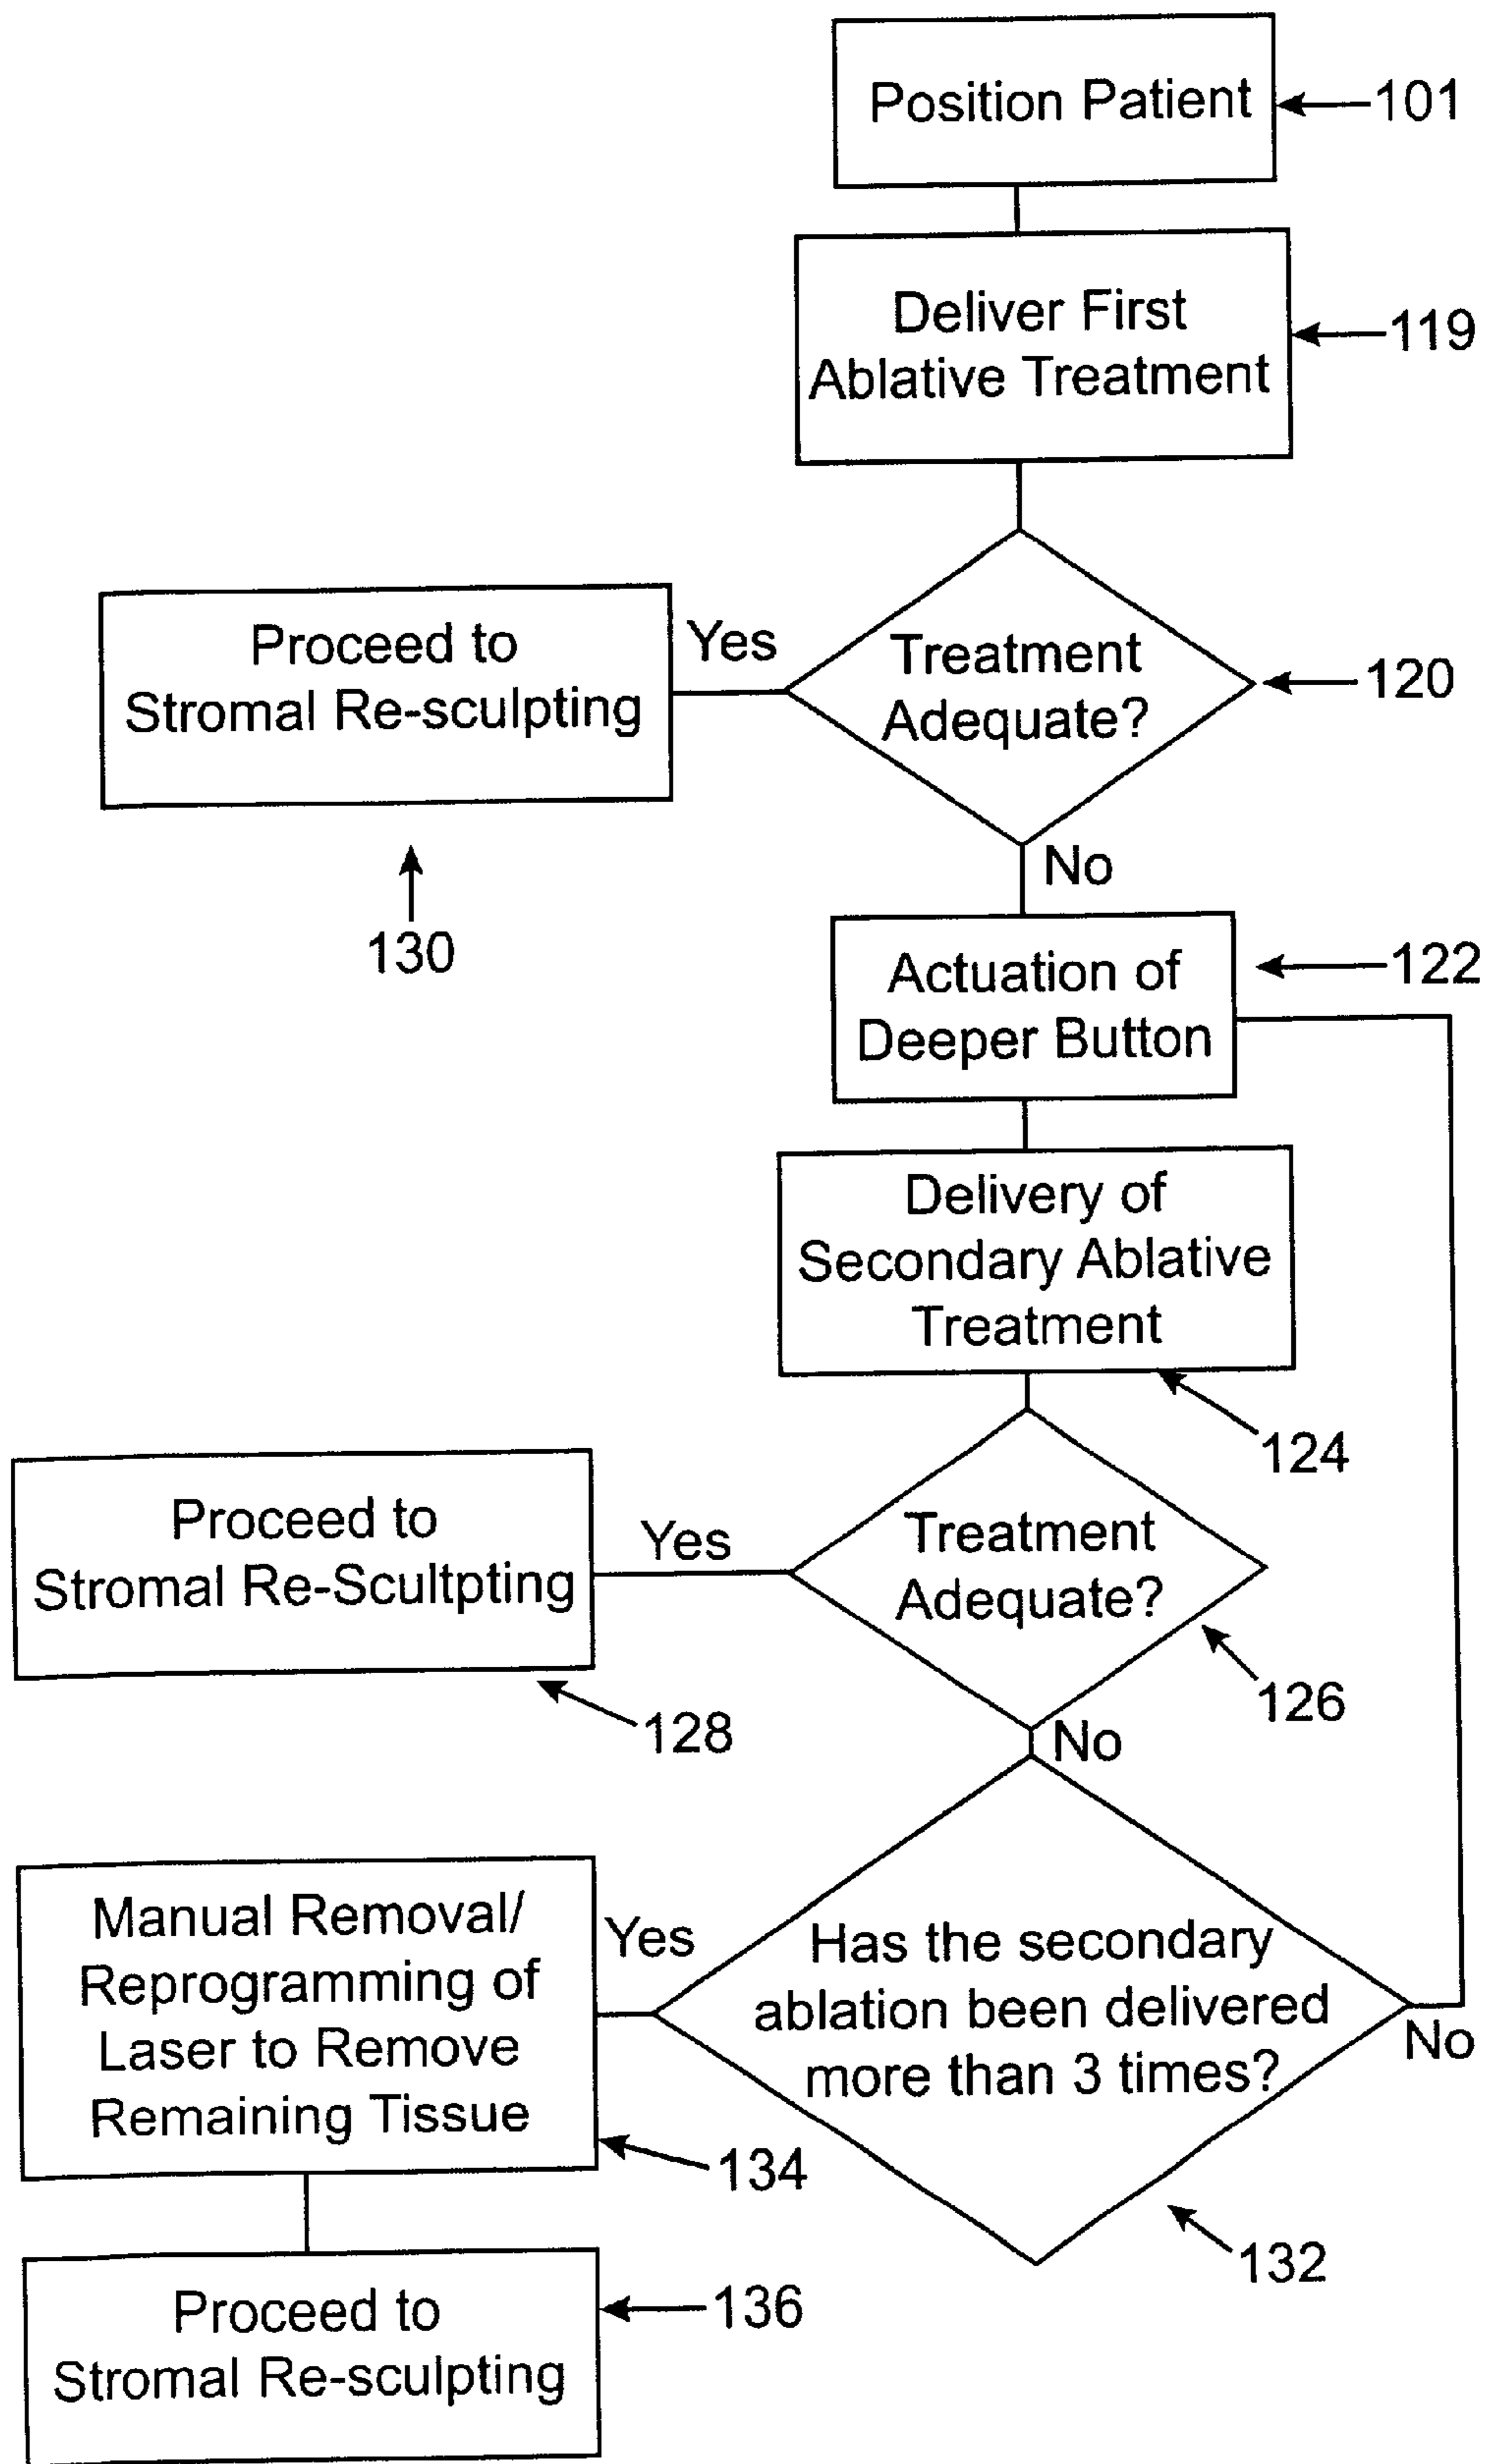 Position Patient
101
Deliver First
Ablative Treatment
119
Treatment
Adequate?
120
Yes
Proceed to
Stromal Re-sculpting
130
No
Actuation of
Deeper Button
122
Delivery of
Secondary Ablative
Treatment
124
Treatment
Adequate?
126
Yes
Proceed to
Stromal Re-Scultpting
128
No
Has the secondary
ablation been delivered
more than 3 times?
132
No
Yes
Manual Removal/
Reprogramming of
Laser to Remove
Remaining Tissue
134
Proceed to
Stromal Re-sculpting
136